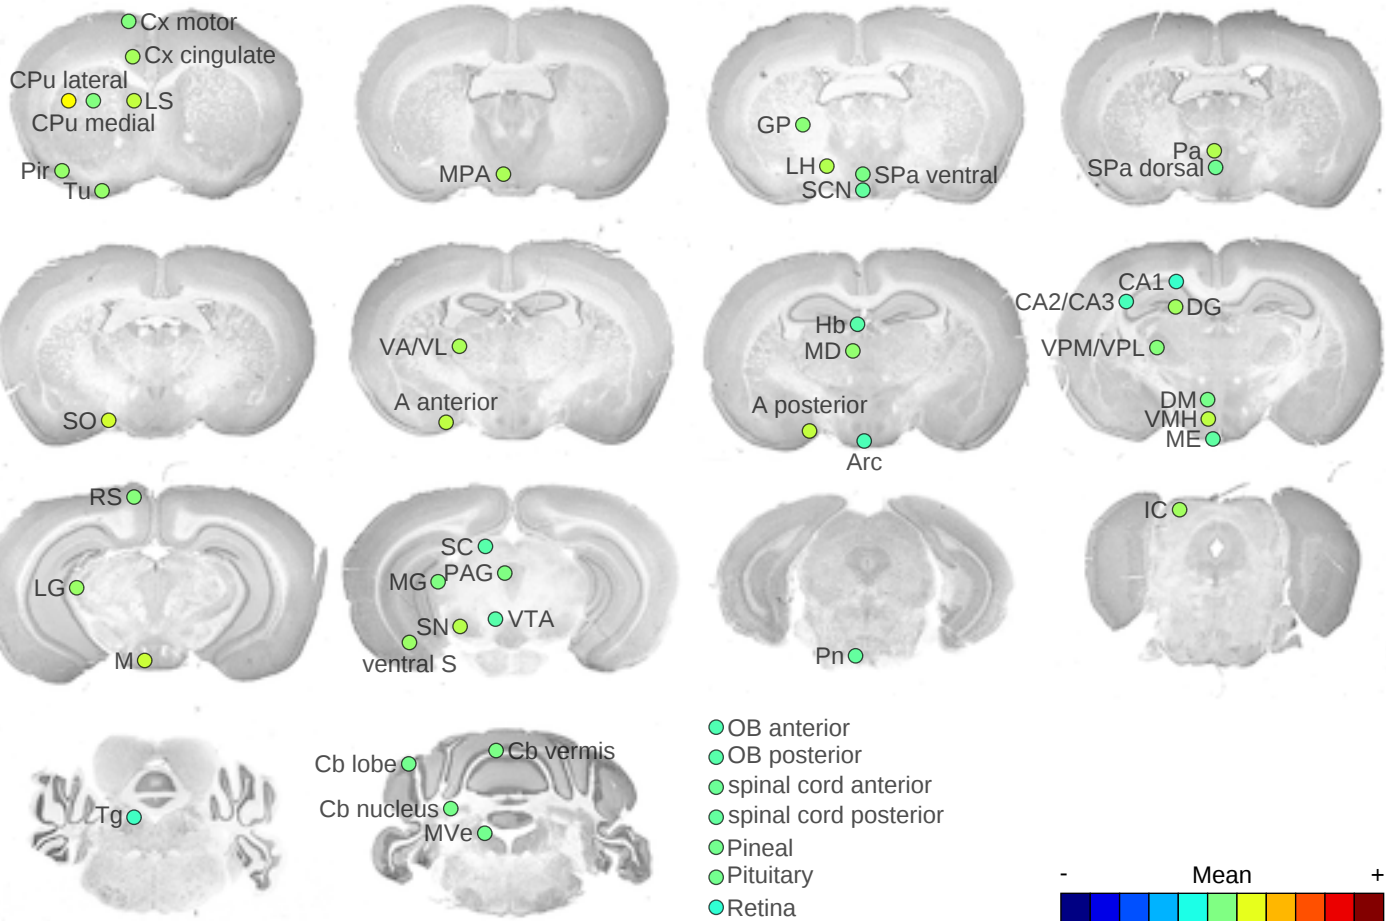 Cx motor
Cx cingulate
CPu lateral
LS
CPu medial
Pir
Tu
MPA
GP
LH
SPa ventral
SCN
Pa
SPa dorsal
SO
VA/VL
A anterior
Hb
MD
A posterior
Arc
CA1
CA2/CA3
DG
VPM/VPL
DM
VMH
ME
RS
LG
M
SC
MG
PAG
SN
VTA
ventral S
Pn
IC
Tg
Cb lobe
Cb vermis
Cb nucleus
MVe
OB anterior
OB posterior
spinal cord anterior
spinal cord posterior
Pineal
Pituitary
Retina
- Mean +